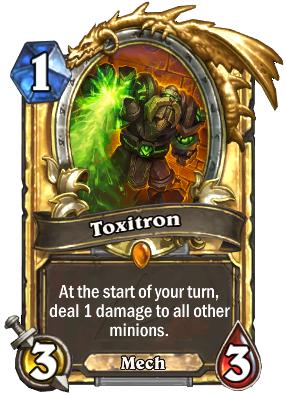 1
Toxitron
At the start of your turn,
deal 1 damage to all other
minions.
3
Mech
3